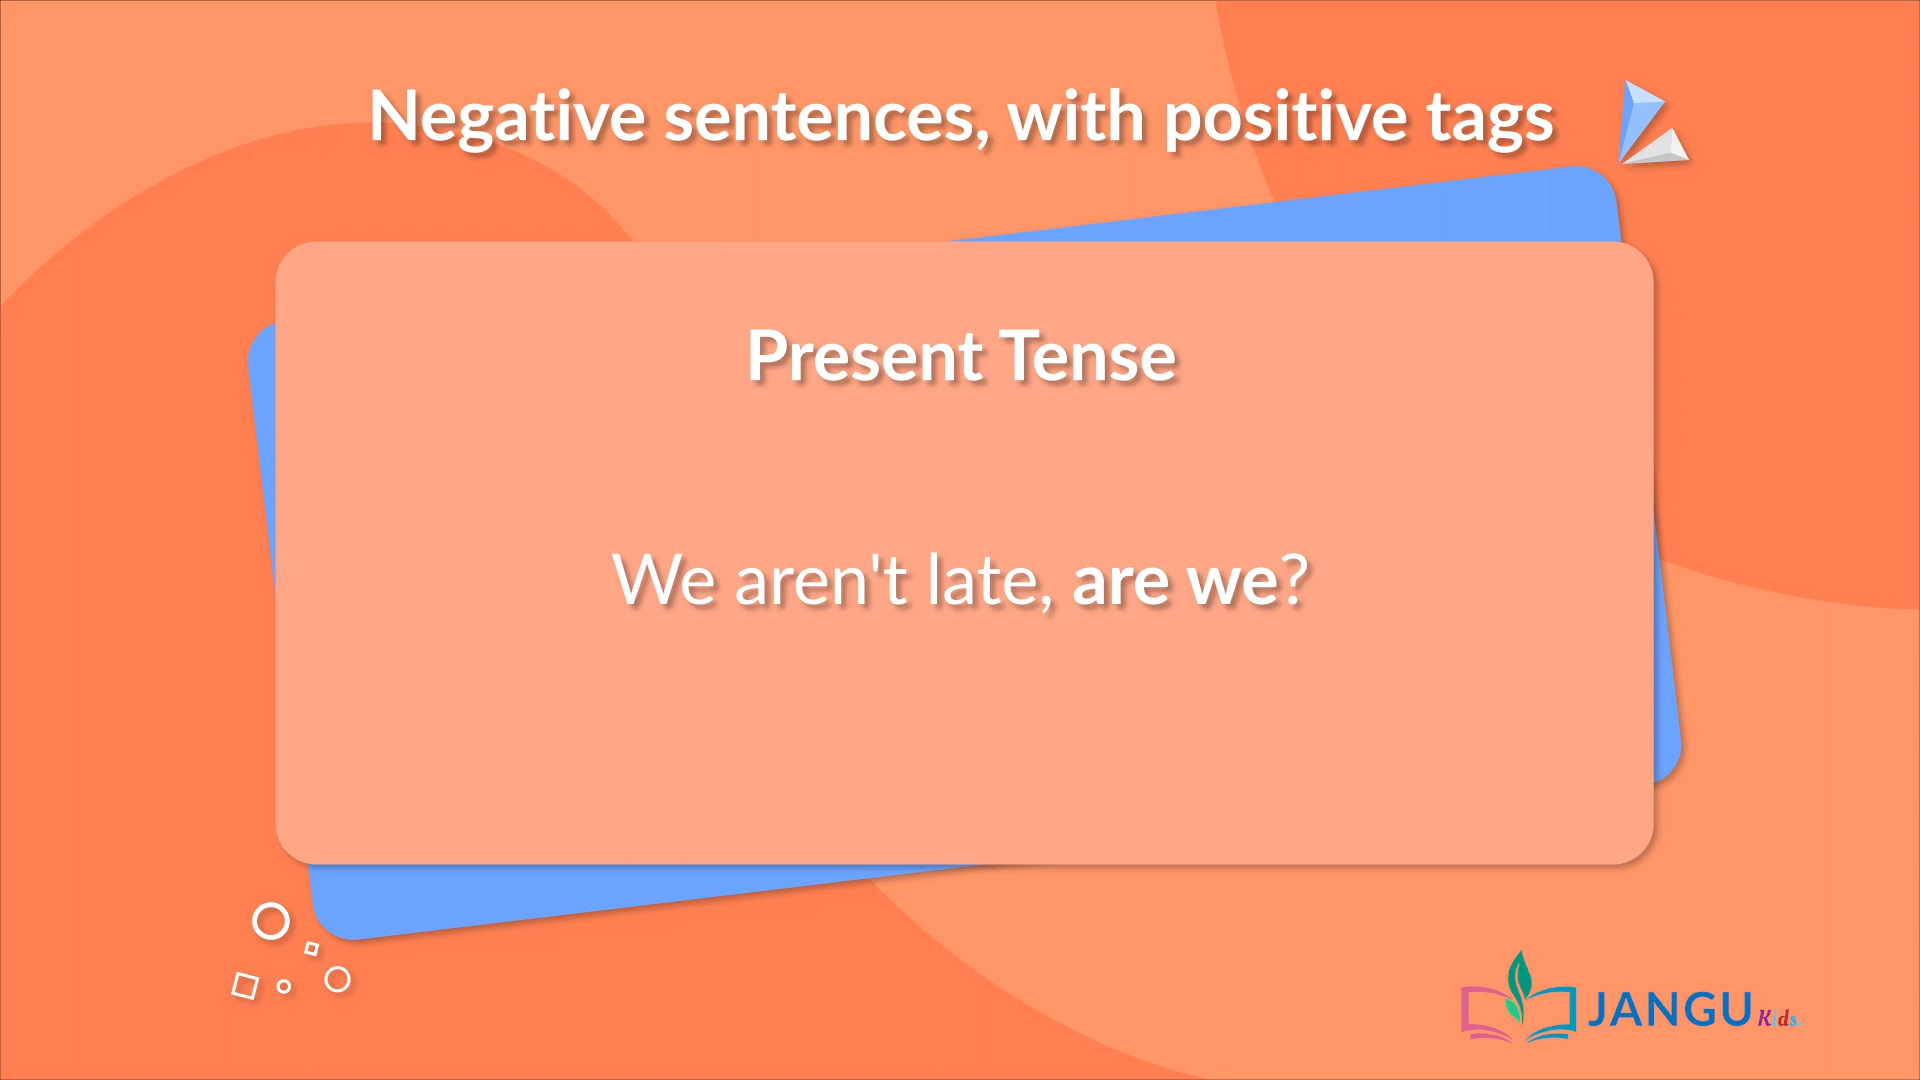 Negative sentences, with positive tags
Present Tense
We aren't late, are we?
JANGU Kids